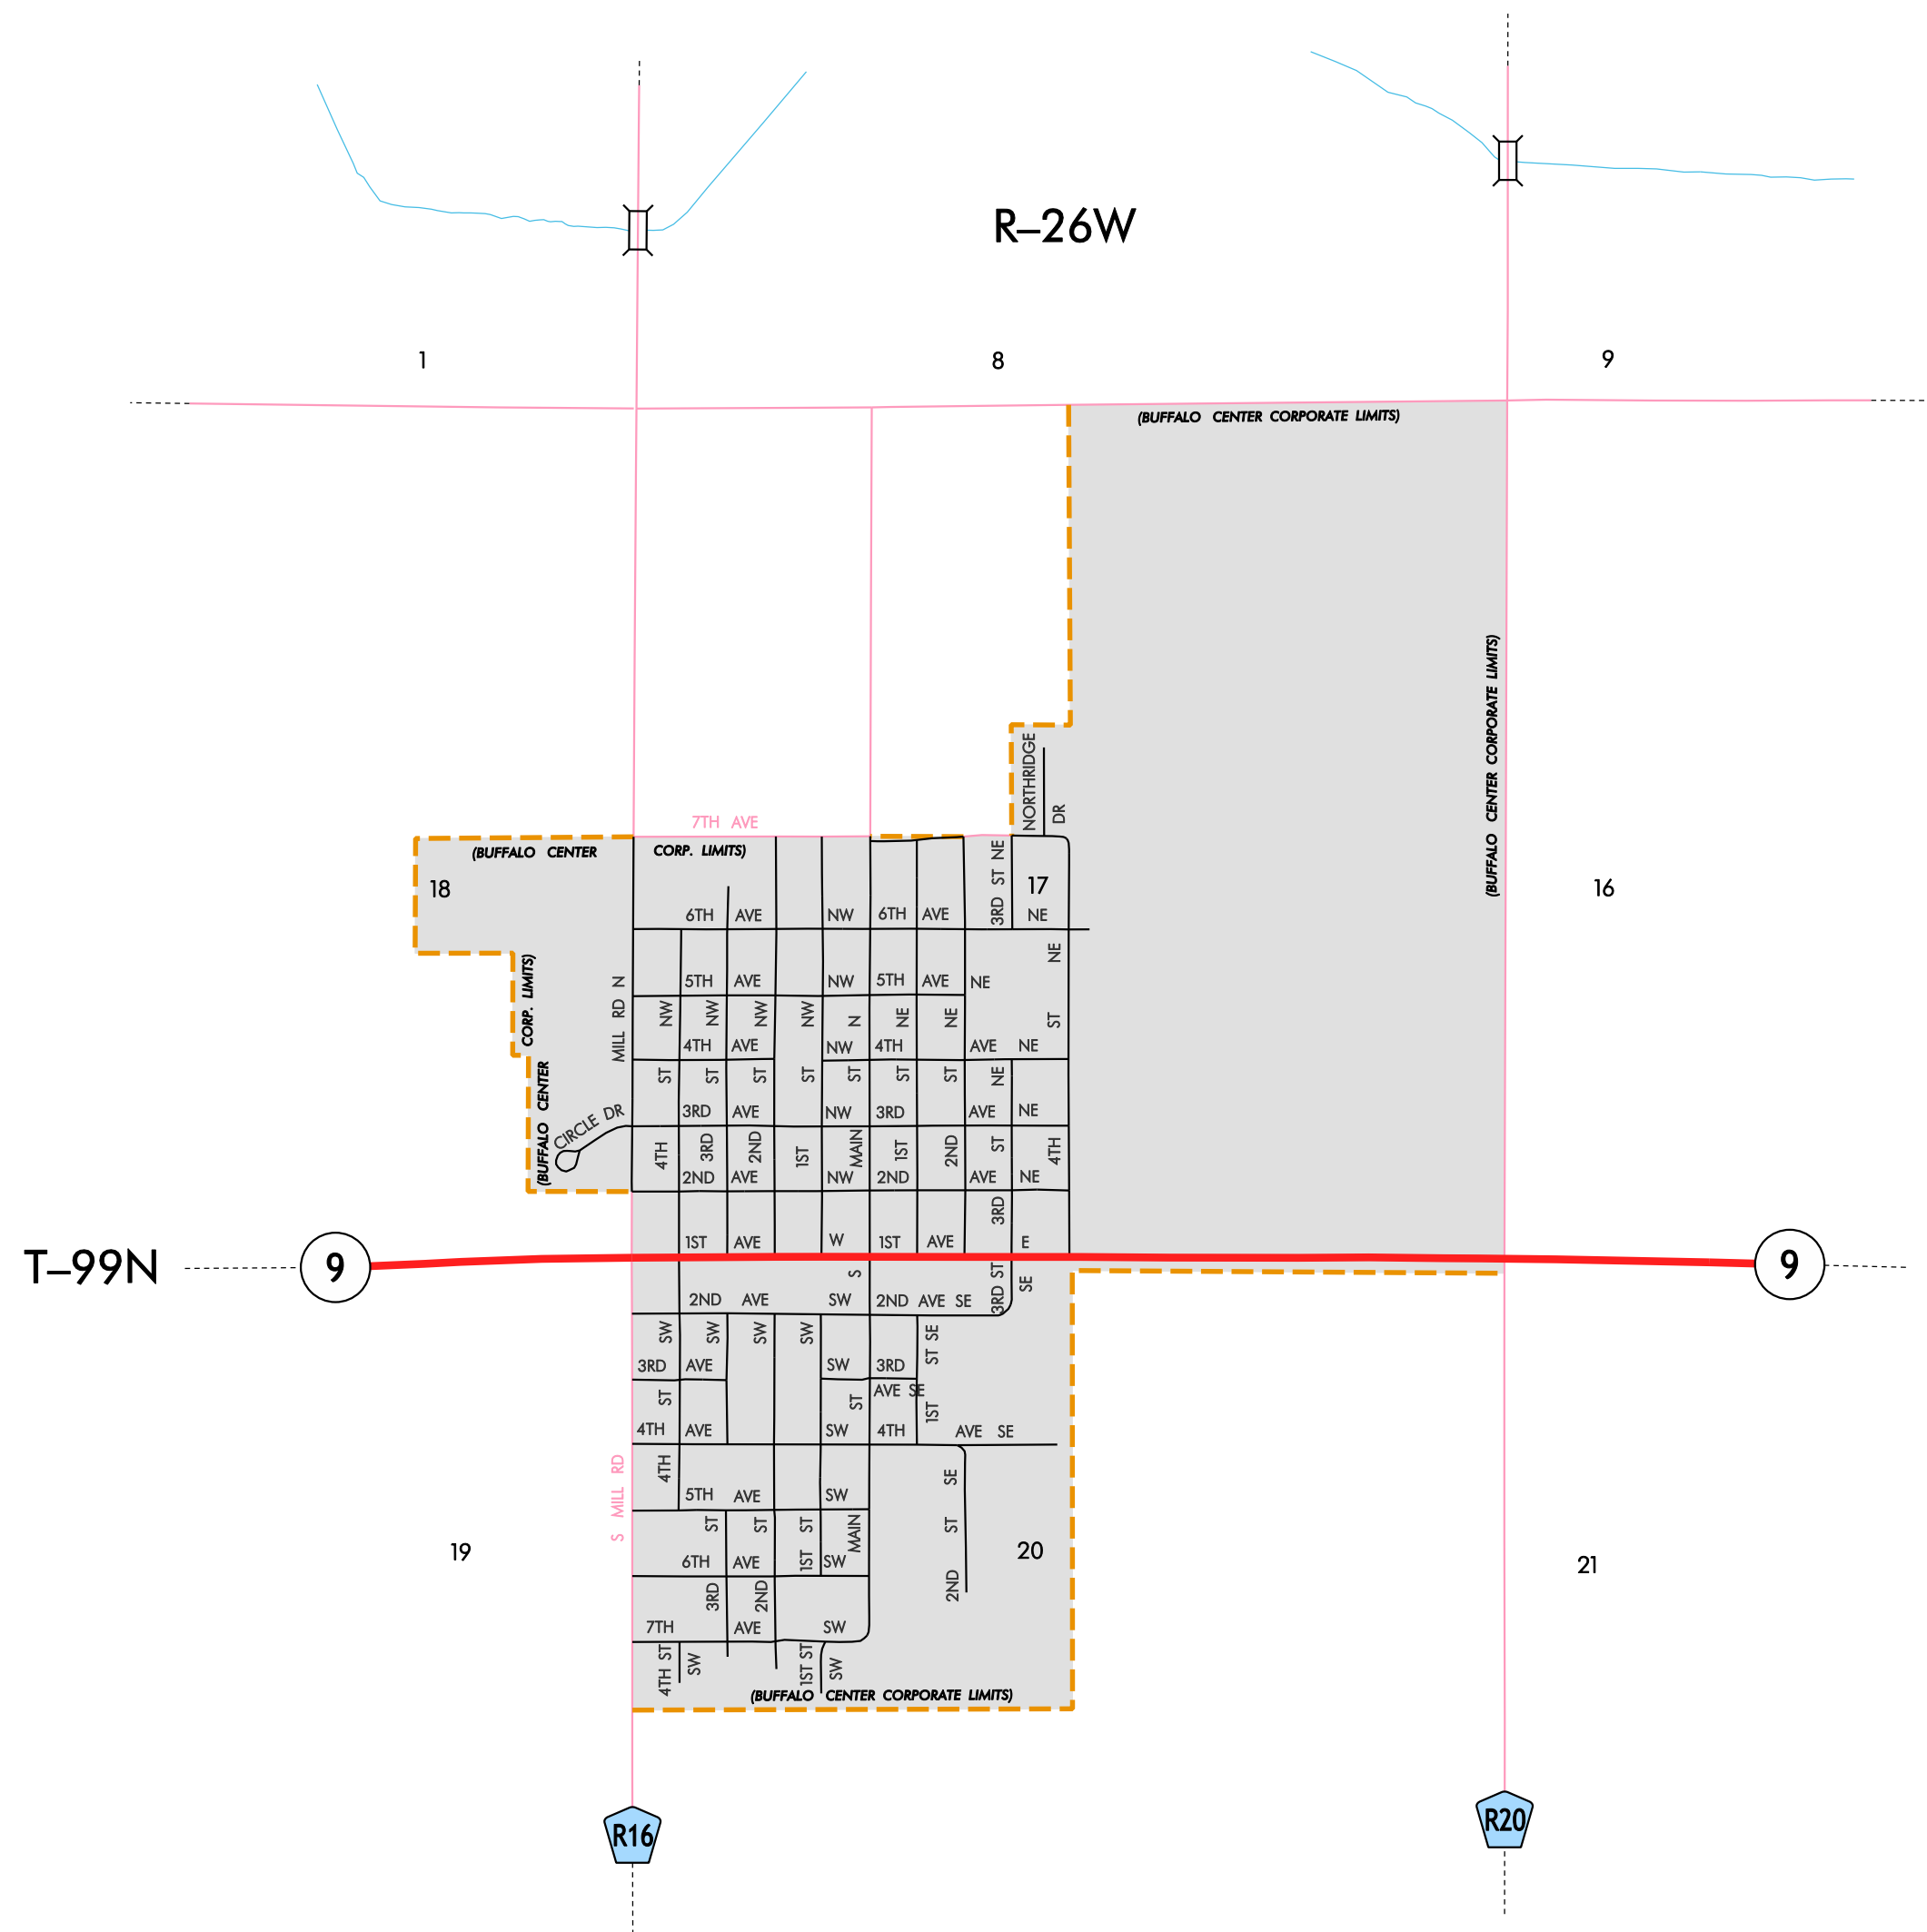 R–26W
1
8
9
(BUFFALO CENTER CORPORATE LIMITS)
(BUFFALO CENTER CORPORATE LIMITS)
NORTHRIDGE
DR
7TH AVE
(BUFFALO CENTER
CORP. LIMITS)
18
17
16
3RD ST NE
6TH AVE NW
6TH AVE
NE
MILL RD N
CORP. LIMITS)
(BUFFALO CENTER
5TH AVE NW
5TH AVE NE
4TH AVE
NW
4TH
AVE NE
3RD AVE NW
3RD
AVE NE
2ND AVE NW
2ND
AVE NE
4TH ST NW
3RD ST NW
2ND ST NW
1ST ST NW
MAIN ST N
1ST ST NE
2ND ST NE
3RD ST NE
4TH ST NE
CIRCLE DR
1ST AVE W
1ST AVE E
T–99N
9
9
S
2ND AVE SW
2ND AVE SE
3RD ST
SE
4TH ST SW
SW
SW
SW
3RD AVE
SW
3RD
AVE SE
1ST ST SE
ST
4TH AVE
SW
4TH
AVE SE
S MILL RD
5TH AVE SW
MAIN
6TH AVE
SW
3RD ST
2ND ST
1ST ST
2ND ST SE
19
20
21
7TH
AVE
SW
4TH ST
SW
1ST ST
SW
(BUFFALO CENTER CORPORATE LIMITS)
R16
R20